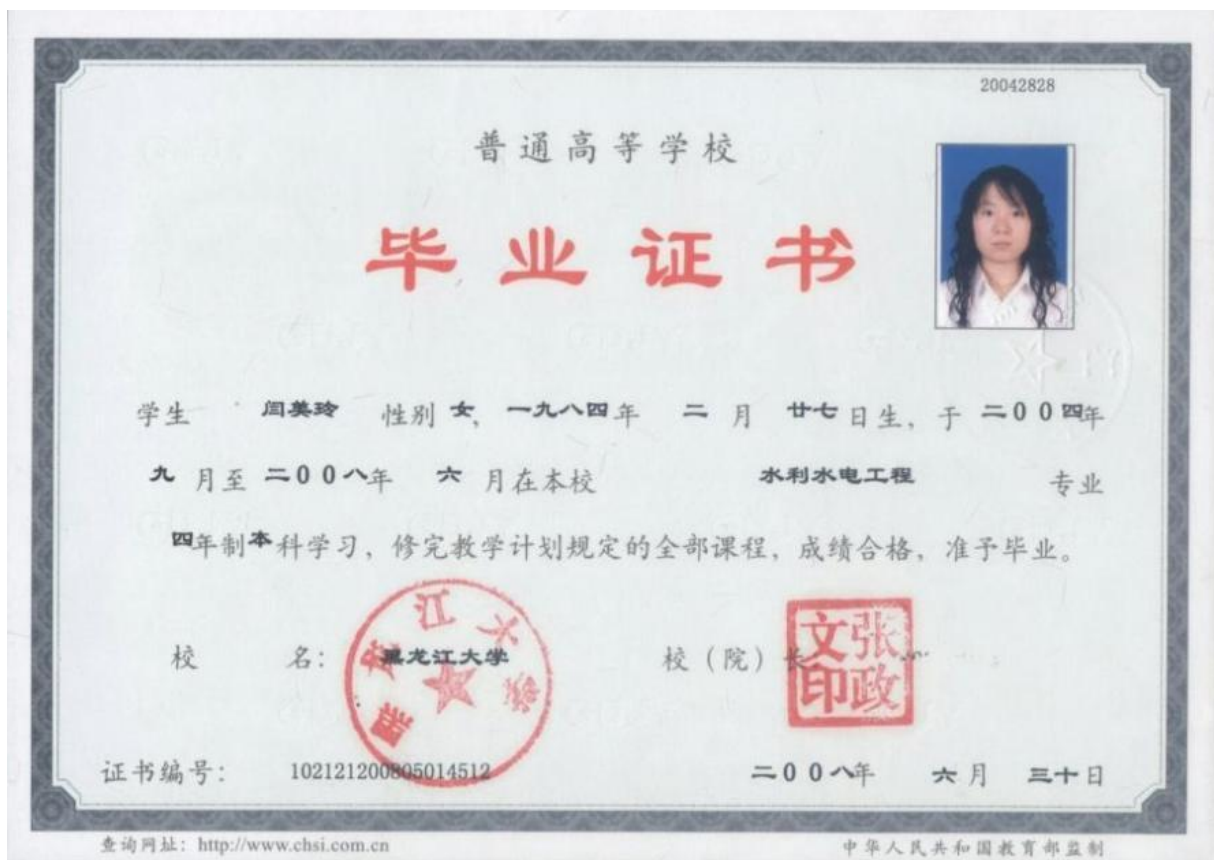 20042828
普通高等学校
毕业证书
学生 闫美玲 性别 女, 一九八四年 二 月 廿七 日生, 于 二00四年
九 月至 二00八年 六 月在本校 水利水电工程 专业
四年制本科学习, 修完教学计划规定的全部课程, 成绩合格, 准予毕业。
校 名: 黑龙江大学
黑龙江大学
校(院)长
张政文印
证书编号: 102121200805014512
二00八年 六月 三十日
查询网址: http://www.chsi.com.cn
中华人民共和国教育部监制